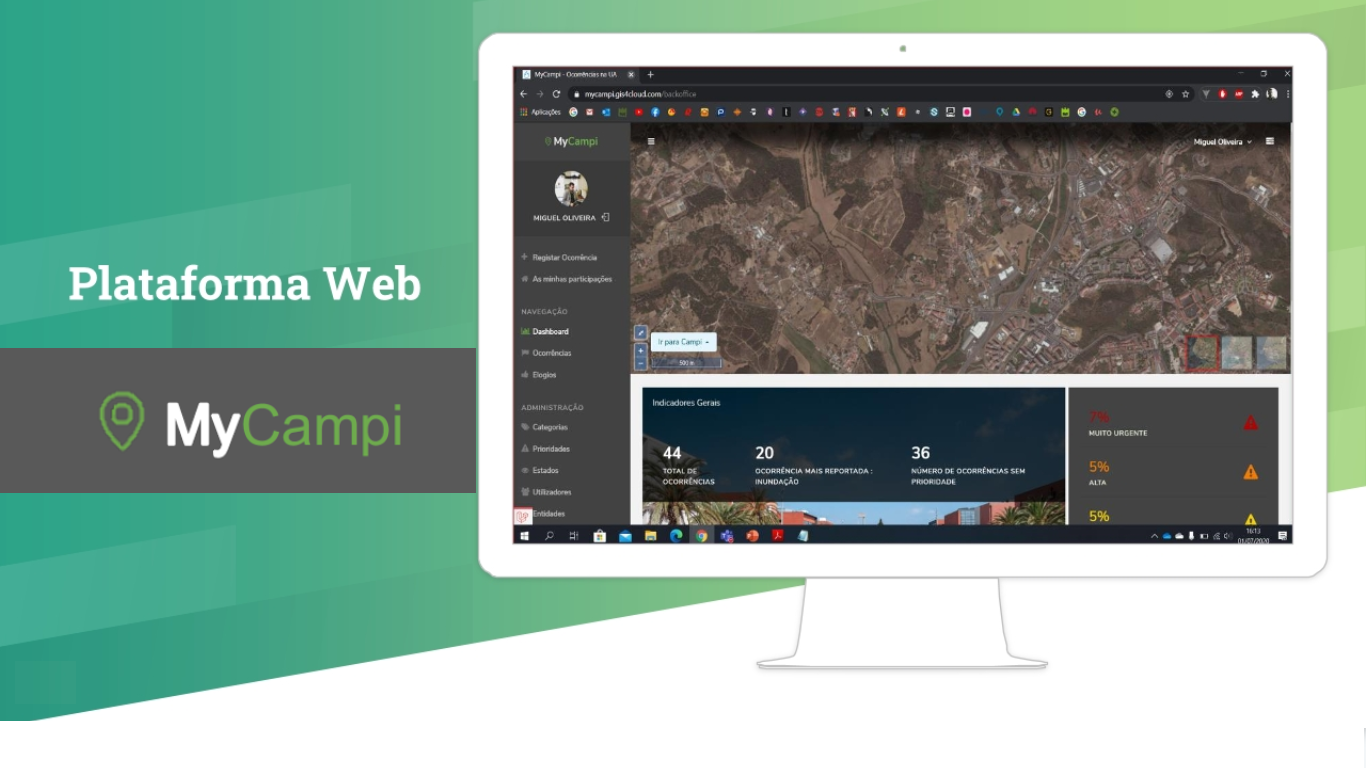 Plataforma Web
MyCampi
MyCampi - Ocorrências na UA
mycampi.gis4cloud.com/backoffice
Aplicações
MyCampi
Miguel Oliveira
MIGUEL OLIVEIRA
Registar Ocorrência
As minhas participações
NAVEGAÇÃO
Dashboard
Ocorrências
Elogios
ADMINISTRAÇÃO
Categorias
Prioridades
Estados
Utilizadores
Entidades
Ir para Campi
500 m
Indicadores Gerais
44
TOTAL DE
OCORRÊNCIAS
20
OCORRÊNCIA MAIS REPORTADA :
INUNDAÇÃO
36
NÚMERO DE OCORRÊNCIAS SEM
PRIORIDADE
7%
MUITO URGENTE
5%
ALTA
5%
16:13
01/07/2020